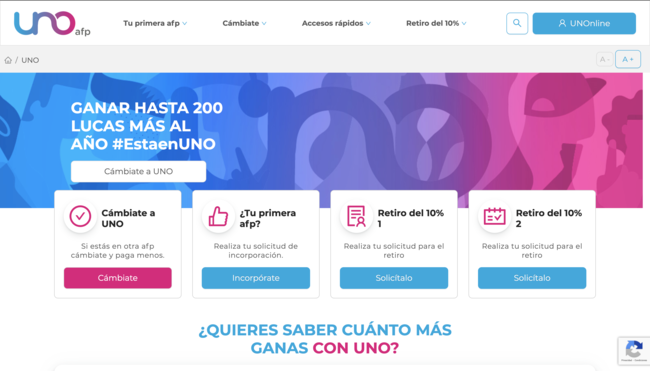 uno afp
Tu primera afp
Cámbiate
Accesos rápidos
Retiro del 10%
UNOnline
/ UNO
A -
A +
GANAR HASTA 200
LUCAS MÁS AL
AÑO #EstaenUNO
Cámbiate a UNO
Cámbiate a
UNO
Si estás en otra afp
cámbiate y paga menos.
Cámbiate
¿Tu primera
afp?
Realiza tu solicitud de
incorporación.
Incorpórate
Retiro del 10%
1
Realiza tu solicitud para el
retiro
Solicítalo
Retiro del 10%
2
Realiza tu solicitud para el
retiro
Solicítalo
¿QUIERES SABER CUÁNTO MÁS
GANAS CON UNO?